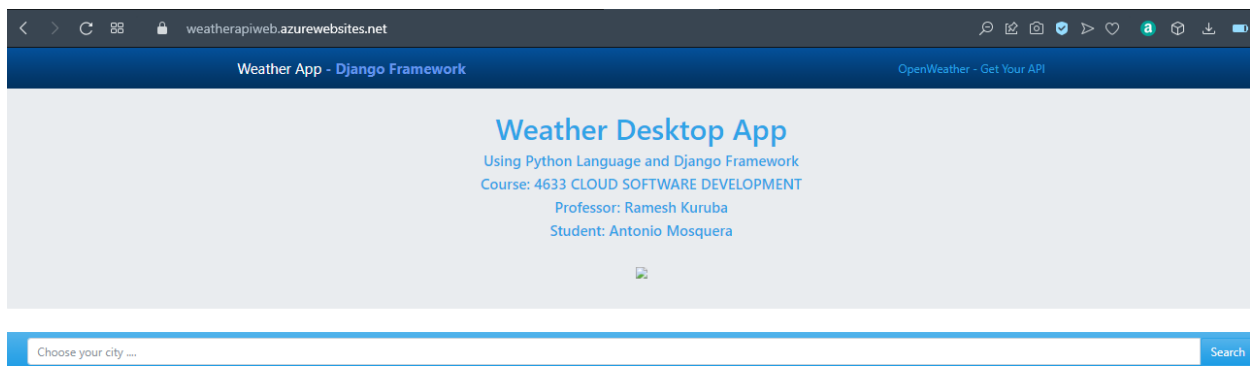 weatherapiweb.azurewebsites.net
a
Weather App - Django Framework
OpenWeather - Get Your API
Weather Desktop App
Using Python Language and Django Framework
Course: 4633 CLOUD SOFTWARE DEVELOPMENT
Professor: Ramesh Kuruba
Student: Antonio Mosquera
Choose your city ....
Search